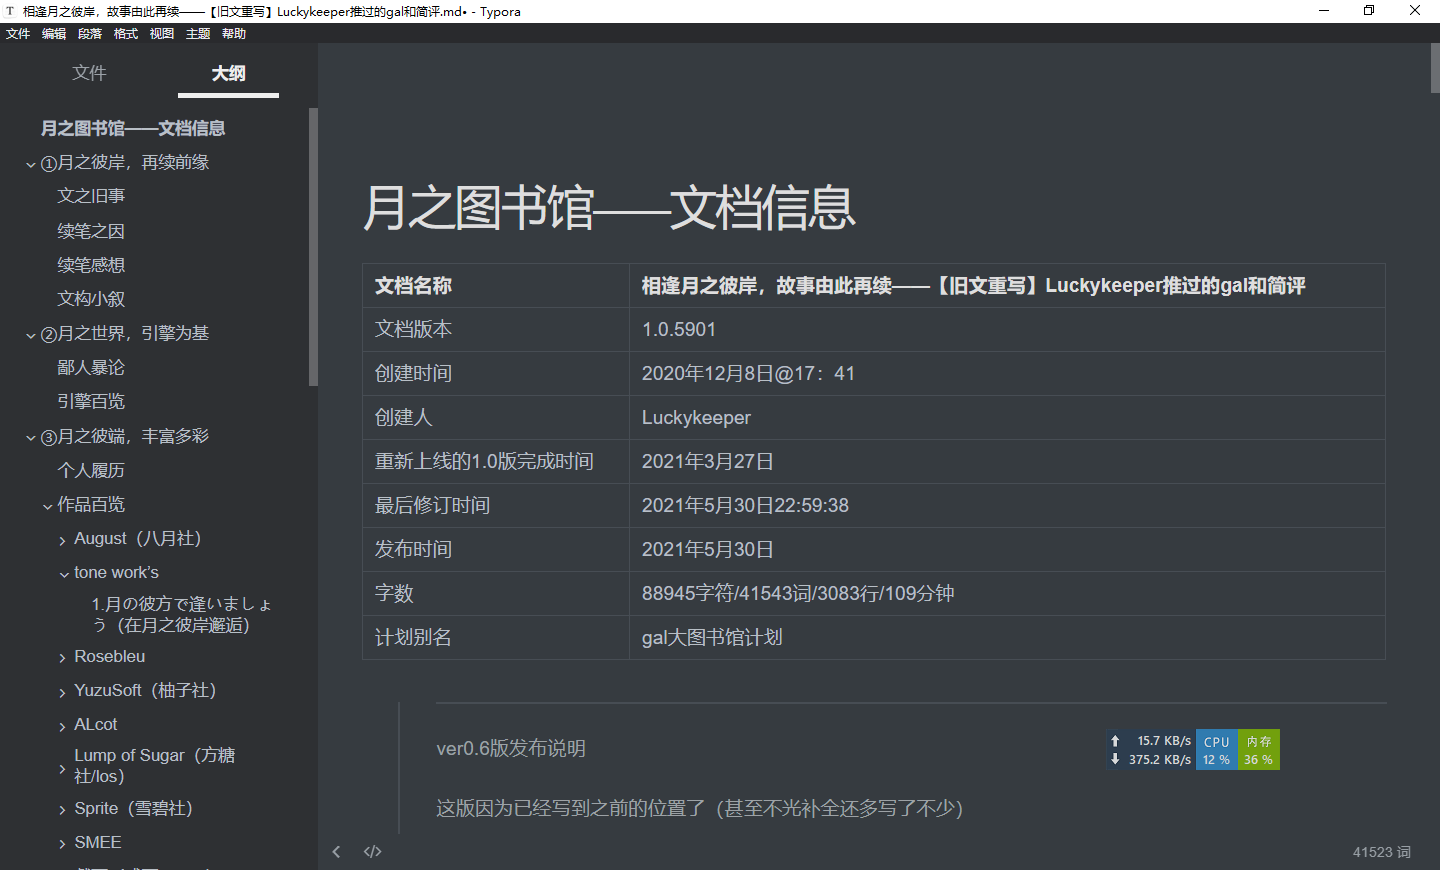 相逢月之彼岸，故事由此再续——【旧文重写】Luckykeeper推过的gal和简评.md• - Typora
文件 编辑 段落 格式 视图 主题 帮助
文件 大纲
月之图书馆——文档信息
①月之彼岸，再续前缘
文之旧事
续笔之因
续笔感想
文构小叙
②月之世界，引擎为基
鄙人暴论
引擎百览
③月之彼端，丰富多彩
个人履历
作品百览
August（八月社）
tone work's
1.月の彼方で逢いましょ
う（在月之彼岸邂逅）
Rosebleu
YuzuSoft（柚子社）
ALcot
Lump of Sugar（方糖
社/los）
Sprite（雪碧社）
SMEE
月之图书馆——文档信息
文档名称 相逢月之彼岸，故事由此再续——【旧文重写】Luckykeeper推过的gal和简评
文档版本 1.0.5901
创建时间 2020年12月8日@17：41
创建人 Luckykeeper
重新上线的1.0版完成时间 2021年3月27日
最后修订时间 2021年5月30日22:59:38
发布时间 2021年5月30日
字数 88945字符/41543词/3083行/109分钟
计划别名 gal大图书馆计划
ver0.6版发布说明
15.7 KB/s CPU 内存
375.2 KB/s 12 % 36 %
这版因为已经写到之前的位置了（甚至不光补全还多写了不少）
</> 41523 词